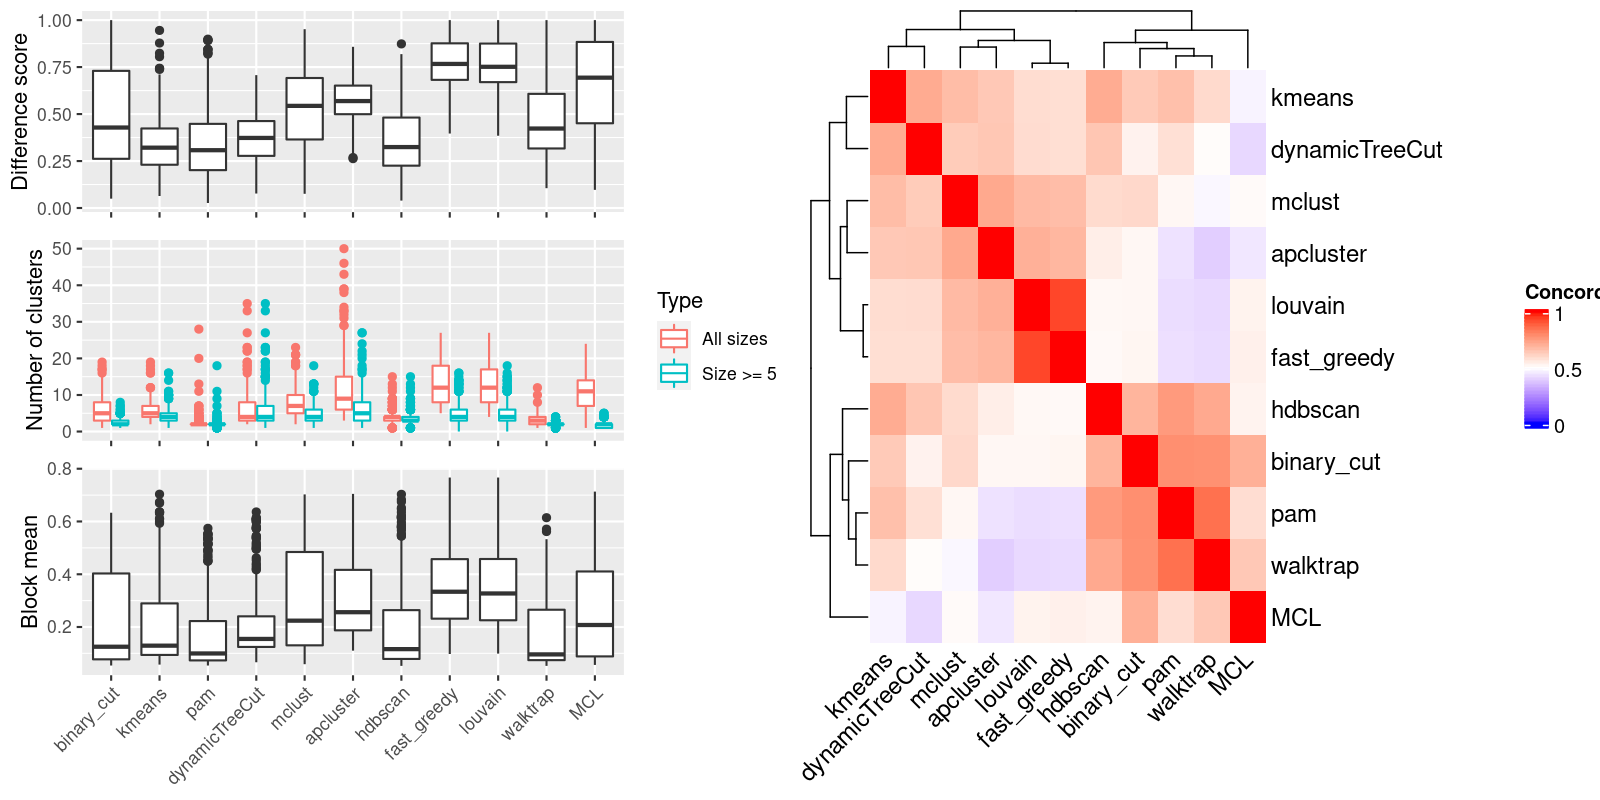 Difference score
1.00
0.75
0.50
0.25
0.00
Number of clusters
50
40
30
20
10
0
Block mean
0.8
0.6
0.4
0.2
binary_cut
kmeans
pam
dynamicTreeCut
mclust
apcluster
hdbscan
fast_greedy
louvain
walktrap
MCL
Type
All sizes
Size >= 5
kmeans
dynamicTreeCut
mclust
apcluster
louvain
fast_greedy
hdbscan
binary_cut
pam
walktrap
MCL
kmeans
dynamicTreeCut
mclust
apcluster
louvain
fast_greedy
hdbscan
binary_cut
pam
walktrap
MCL
Concord
1
0.5
0